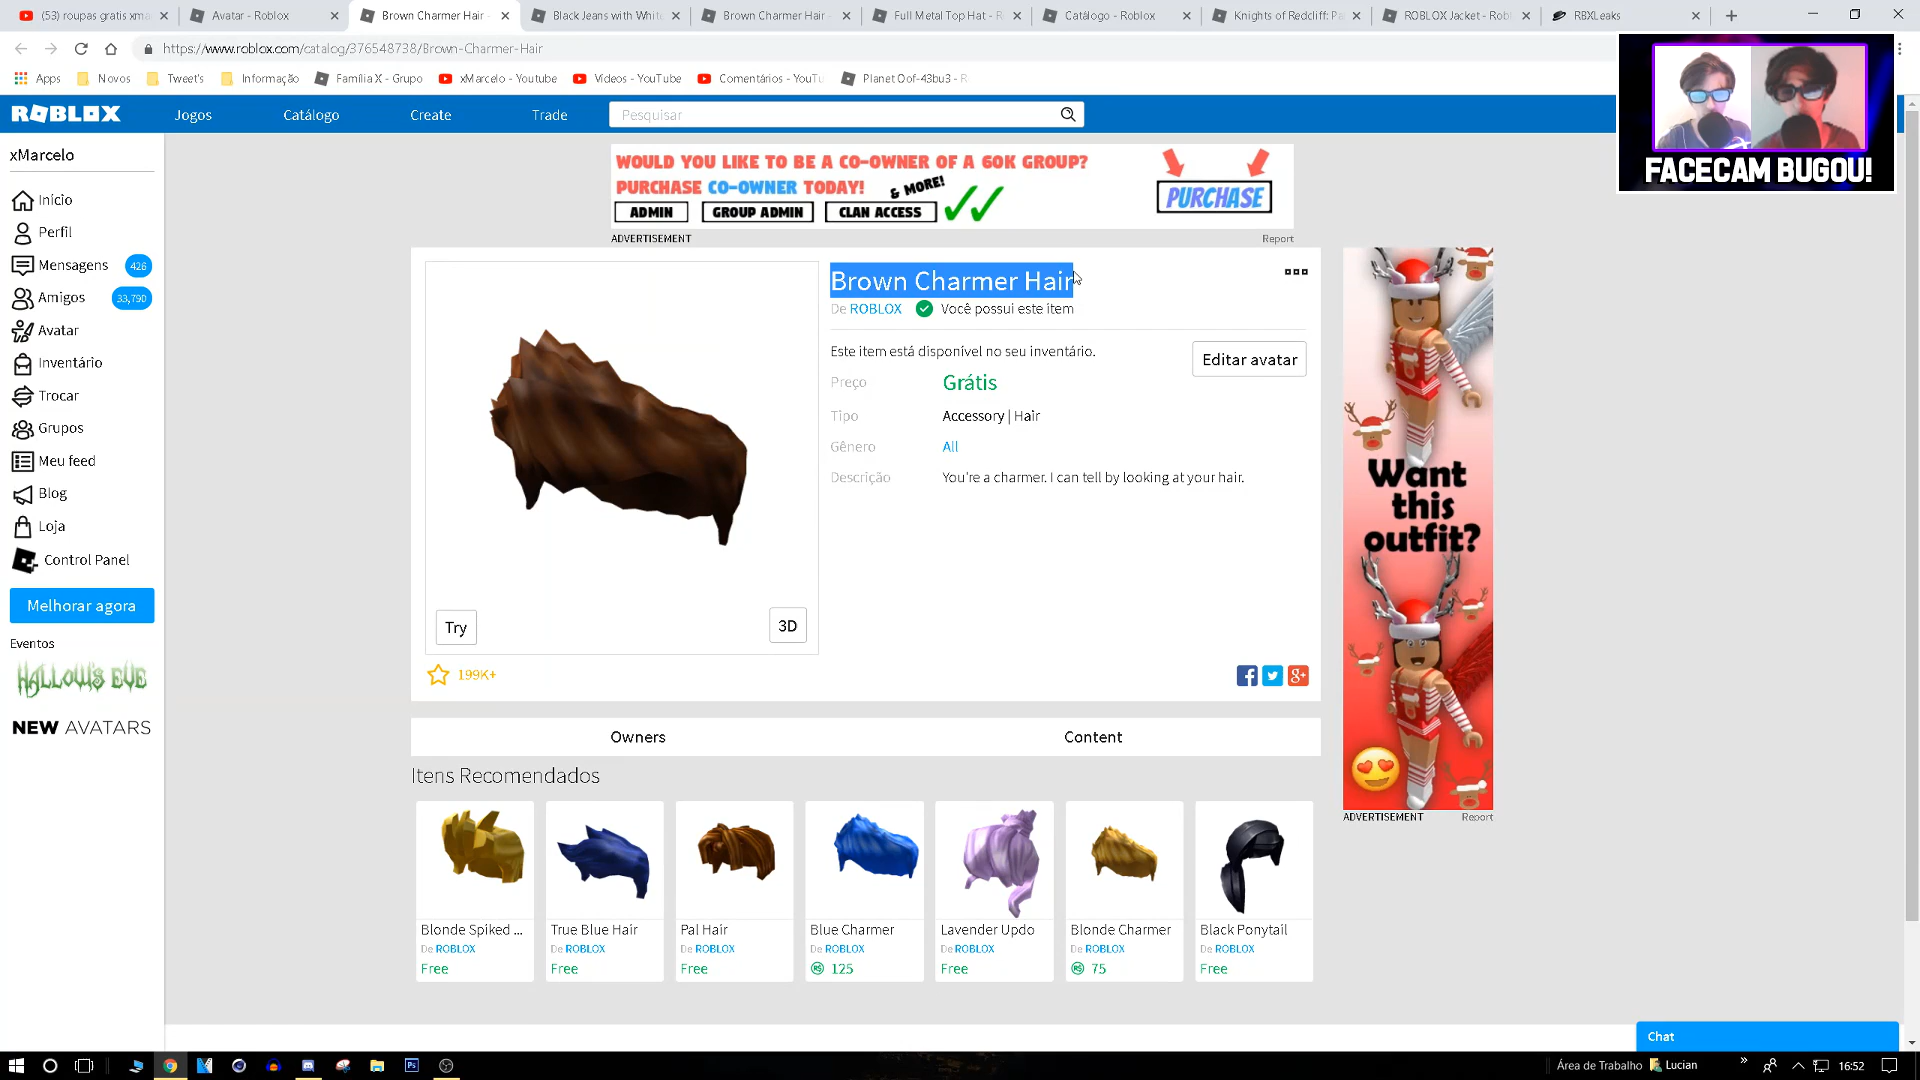 (53) roupas gratis xma
Avatar - Roblox
Brown Charmer Hair -
Black Jeans with White
Brown Charmer Hair -
Full Metal Top Hat - R
Catálogo - Roblox
Knights of Redcliff: Pa
ROBLOX Jacket - Robl
RBXLeaks
https://www.roblox.com/catalog/376548738/Brown-Charmer-Hair
Apps
Novos
Tweet's
Informação
Família X - Grupo
xMarcelo - Youtube
Vídeos - YouTube
Comentários - YouTu
Planet Oof-43bu3 - R
FACECAM BUGOU!
ROBLOX
Jogos
Catálogo
Create
Trade
Pesquisar
xMarcelo
Início
Perfil
Mensagens
426
Amigos
33,790
Avatar
Inventário
Trocar
Grupos
Meu feed
Blog
Loja
Control Panel
Melhorar agora
Eventos
HALLOW'S EVE
NEW AVATARS
WOULD YOU LIKE TO BE A CO-OWNER OF A 60K GROUP?
PURCHASE CO-OWNER TODAY! & MORE!
ADMIN
GROUP ADMIN
CLAN ACCESS
PURCHASE
ADVERTISEMENT
Report
Brown Charmer Hair
De ROBLOX
Você possui este item
Este item está disponível no seu inventário.
Editar avatar
Preço
Grátis
Tipo
Accessory | Hair
Gênero
All
Descrição
You're a charmer. I can tell by looking at your hair.
Try
3D
199K+
Want
this
outfit?
ADVERTISEMENT
Report
Owners
Content
Itens Recomendados
Blonde Spiked ...
De ROBLOX
Free
True Blue Hair
De ROBLOX
Free
Pal Hair
De ROBLOX
Free
Blue Charmer
De ROBLOX
125
Lavender Updo
De ROBLOX
Free
Blonde Charmer
De ROBLOX
75
Black Ponytail
De ROBLOX
Free
Chat
Área de Trabalho
Lucian
16:52